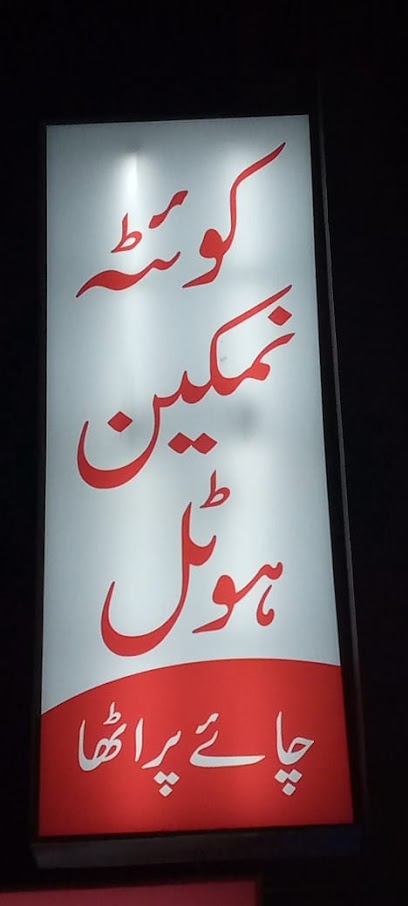 کوئٹہ
نمکین
ہوٹل
چائے پراٹھا